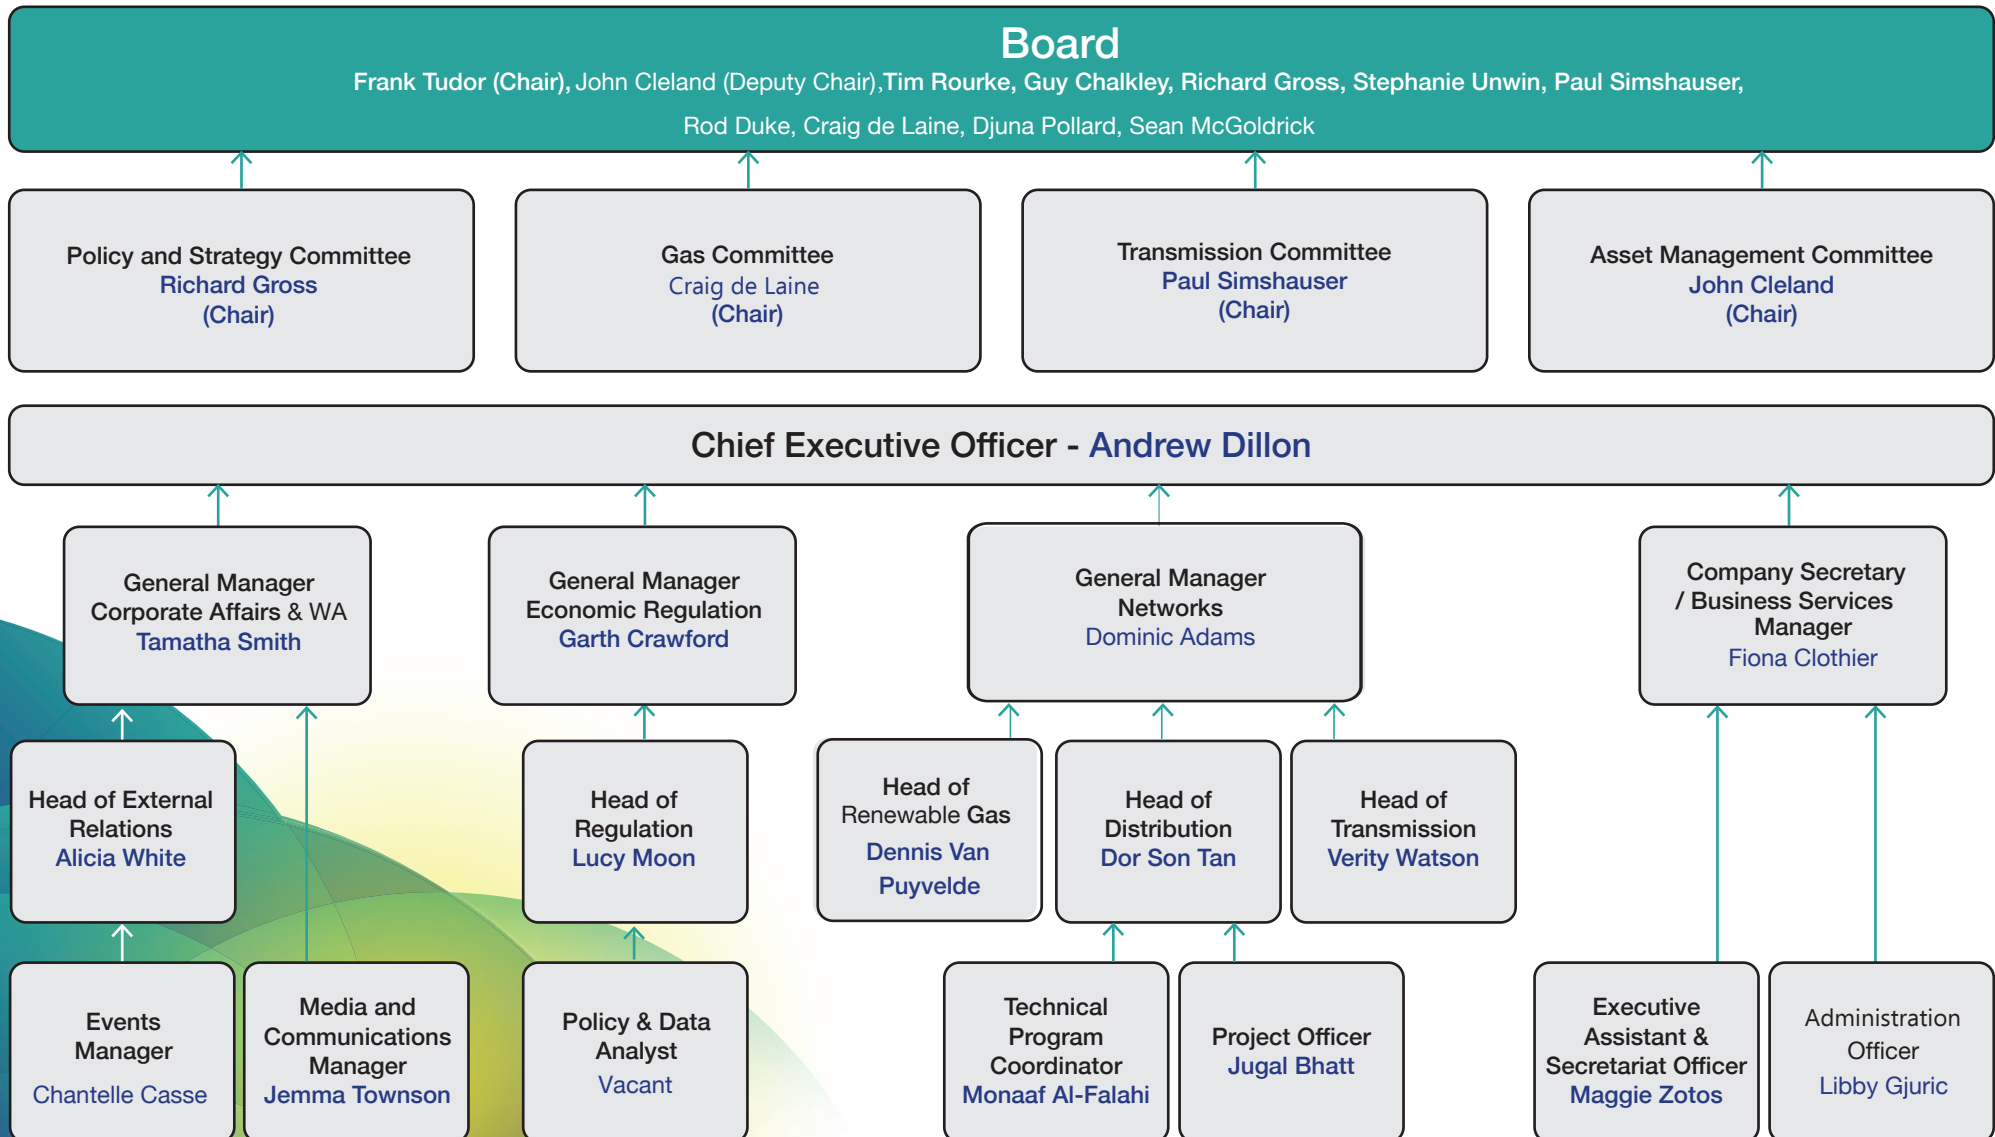 Board
Frank Tudor (Chair), John Cleland (Deputy Chair),Tim Rourke, Guy Chalkley, Richard Gross, Stephanie Unwin, Paul Simshauser,
Rod Duke, Craig de Laine, Djuna Pollard, Sean McGoldrick
Policy and Strategy Committee
Richard Gross
(Chair)
Gas Committee
Craig de Laine
(Chair)
Transmission Committee
Paul Simshauser
(Chair)
Asset Management Committee
John Cleland
(Chair)
Chief Executive Officer - Andrew Dillon
General Manager
Corporate Affairs & WA
Tamatha Smith
General Manager
Economic Regulation
Garth Crawford
General Manager
Networks
Dominic Adams
Company Secretary
/ Business Services
Manager
Fiona Clothier
Head of External
Relations
Alicia White
Head of
Regulation
Lucy Moon
Head of
Renewable Gas
Dennis Van
Puyvelde
Head of
Distribution
Dor Son Tan
Head of
Transmission
Verity Watson
Events
Manager
Chantelle Casse
Media and
Communications
Manager
Jemma Townson
Policy & Data
Analyst
Vacant
Technical
Program
Coordinator
Monaaf Al-Falahi
Project Officer
Jugal Bhatt
Executive
Assistant &
Secretariat Officer
Maggie Zotos
Administration
Officer
Libby Gjuric